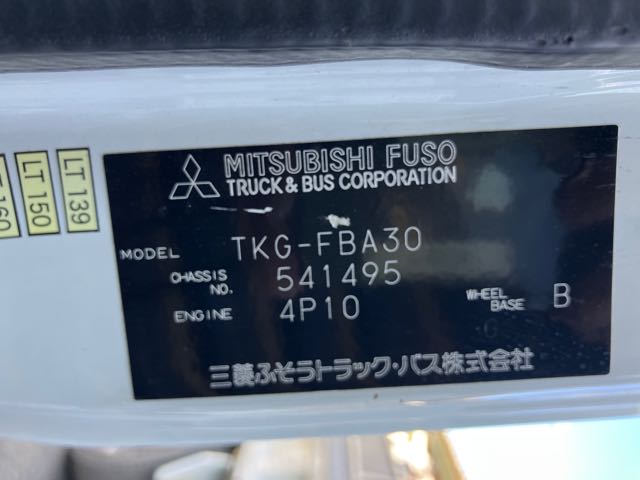 MITSUBISHI FUSO
TRUCK & BUS CORPORATION
MODEL TKG-FBA30
CHASSIS NO. 541495
ENGINE 4P10
WHEEL BASE B
三菱ふそうトラック・バス株式会社
LT 139
LT 150